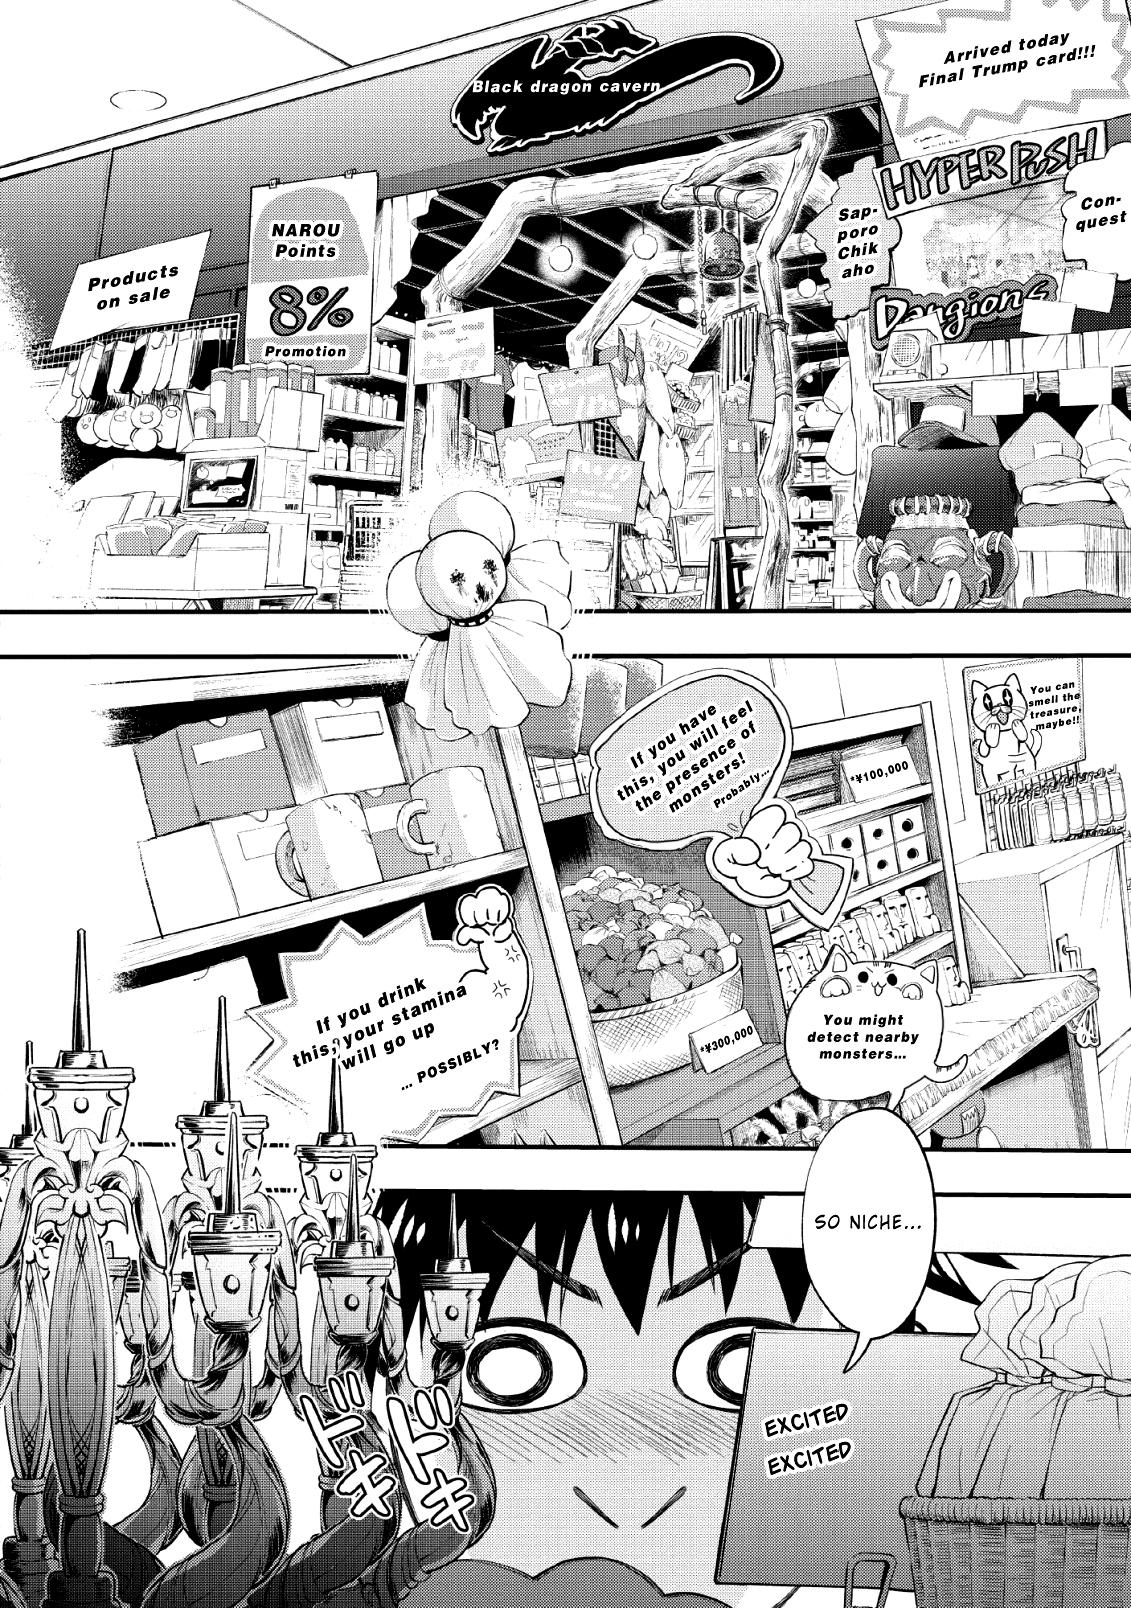 Arrived today
Final Trump card!!!
Black dragon cavern
HYPER PUSH
Sap-
poro
Chik
aho
Con-
quest
NAROU
Points
8%
Promotion
Products
on sale
Dangions
You can
smell the
treasure,
maybe!!
If you have
this, you will feel
the presence of
monsters!
Probably...
*¥100,000
If you drink
this, your stamina
will go up
... POSSIBLY?
*¥300,000
You might
detect nearby
monsters...
SO NICHE...
ドキ
ドキ
EXCITED
EXCITED